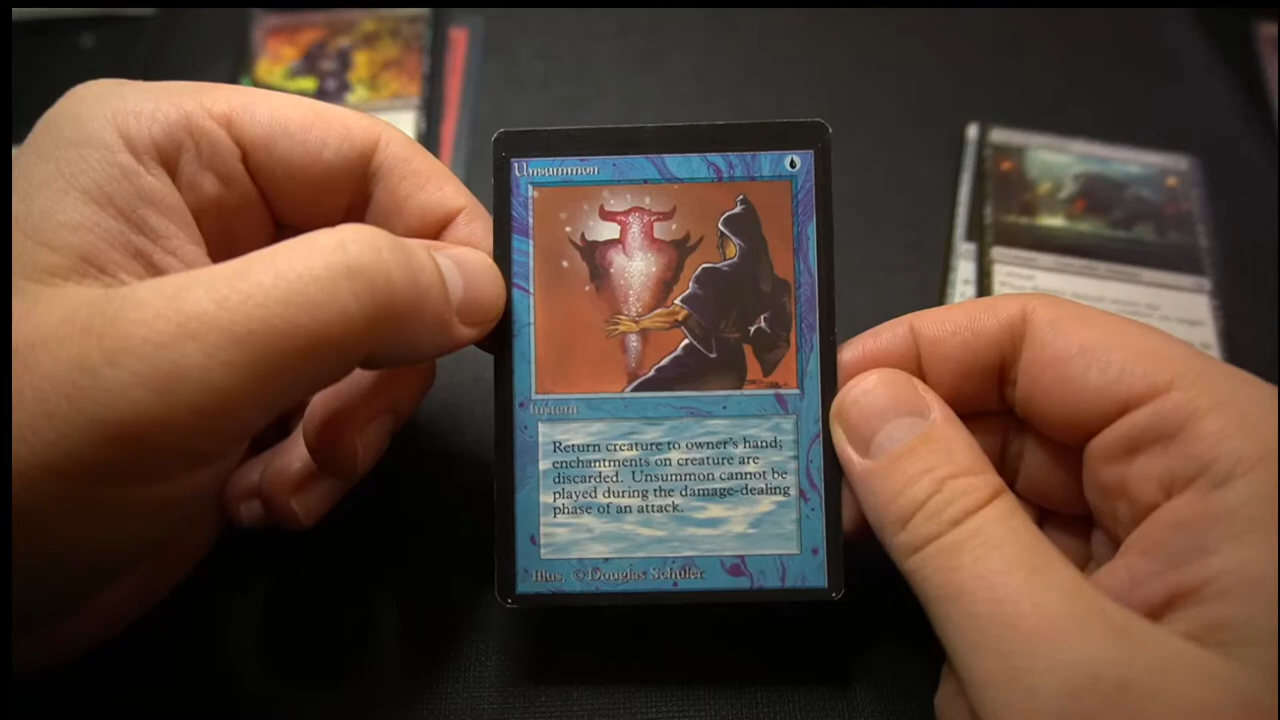 Unsummon
Instant
Return creature to owner's hand;
enchantments on creature are
discarded. Unsummon cannot be
played during the damage-dealing
phase of an attack.
Illus. © Douglas Schuler